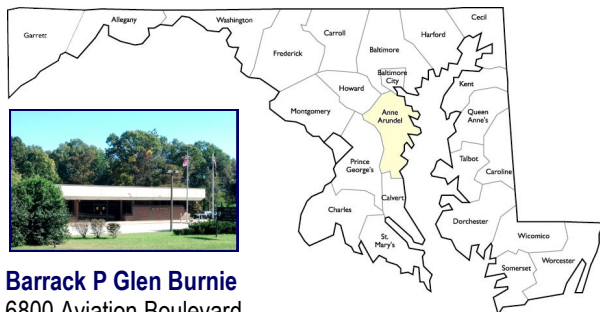 Garrett
Allegany
Washington
Frederick
Carroll
Baltimore
Harford
Cecil
Baltimore
City
Howard
Kent
Montgomery
Anne
Arundel
Queen
Anne's
Prince
George's
Talbot
Caroline
Calvert
Charles
St.
Mary's
Dorchester
Wicomico
Somerset
Worcester
Barrack P Glen Burnie
6800 Aviation Boulevard